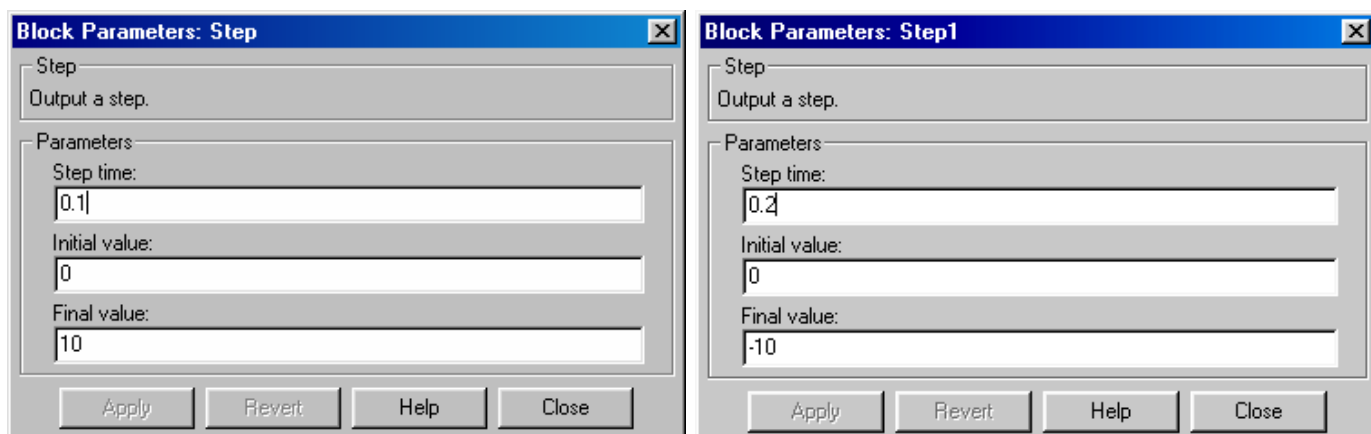 Block Parameters: Step
Step
Output a step.
Parameters
Step time:
0.1
Initial value:
0
Final value:
10
Apply Revert Help Close
Block Parameters: Step1
Step
Output a step.
Parameters
Step time:
0.2
Initial value:
0
Final value:
-10
Apply Revert Help Close